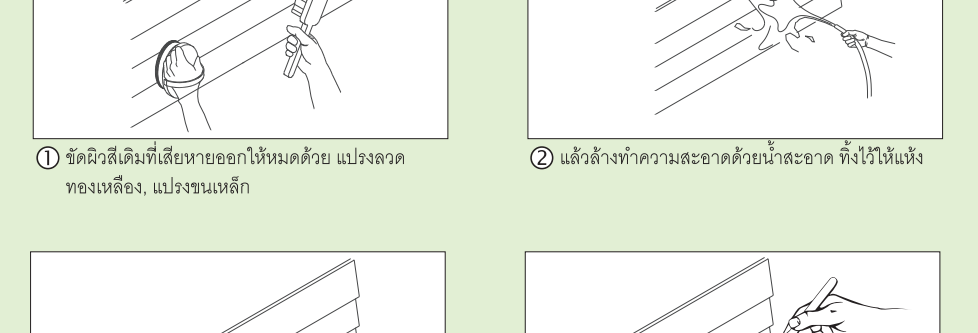 ① ขัดผิวสีเดิมที่เสียหายออกให้หมดด้วย แปรงลวด
ทองเหลือง, แปรงขนเหล็ก
② แล้วล้างทำความสะอาดด้วยน้ำสะอาด ทิ้งไว้ให้แห้ง